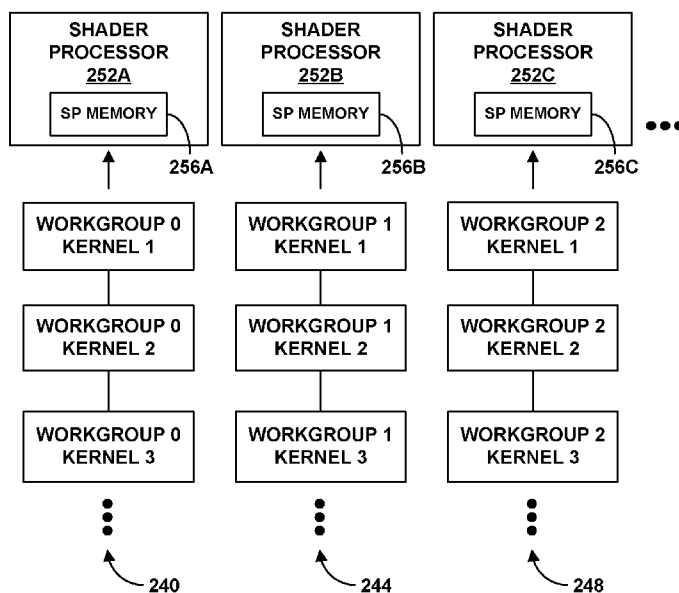 SHADER
PROCESSOR
252A
SP MEMORY
256A
SHADER
PROCESSOR
252B
SP MEMORY
256B
SHADER
PROCESSOR
252C
SP MEMORY
256C
WORKGROUP 0
KERNEL 1
WORKGROUP 1
KERNEL 1
WORKGROUP 2
KERNEL 1
WORKGROUP 0
KERNEL 2
WORKGROUP 1
KERNEL 2
WORKGROUP 2
KERNEL 2
WORKGROUP 0
KERNEL 3
WORKGROUP 1
KERNEL 3
WORKGROUP 2
KERNEL 3
240
244
248